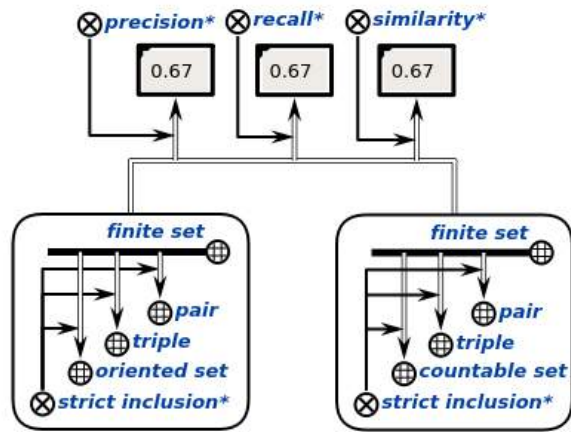 precision* recall* similarity*
0.67 0.67 0.67
finite set finite set
pair pair
triple triple
oriented set countable set
strict inclusion* strict inclusion*